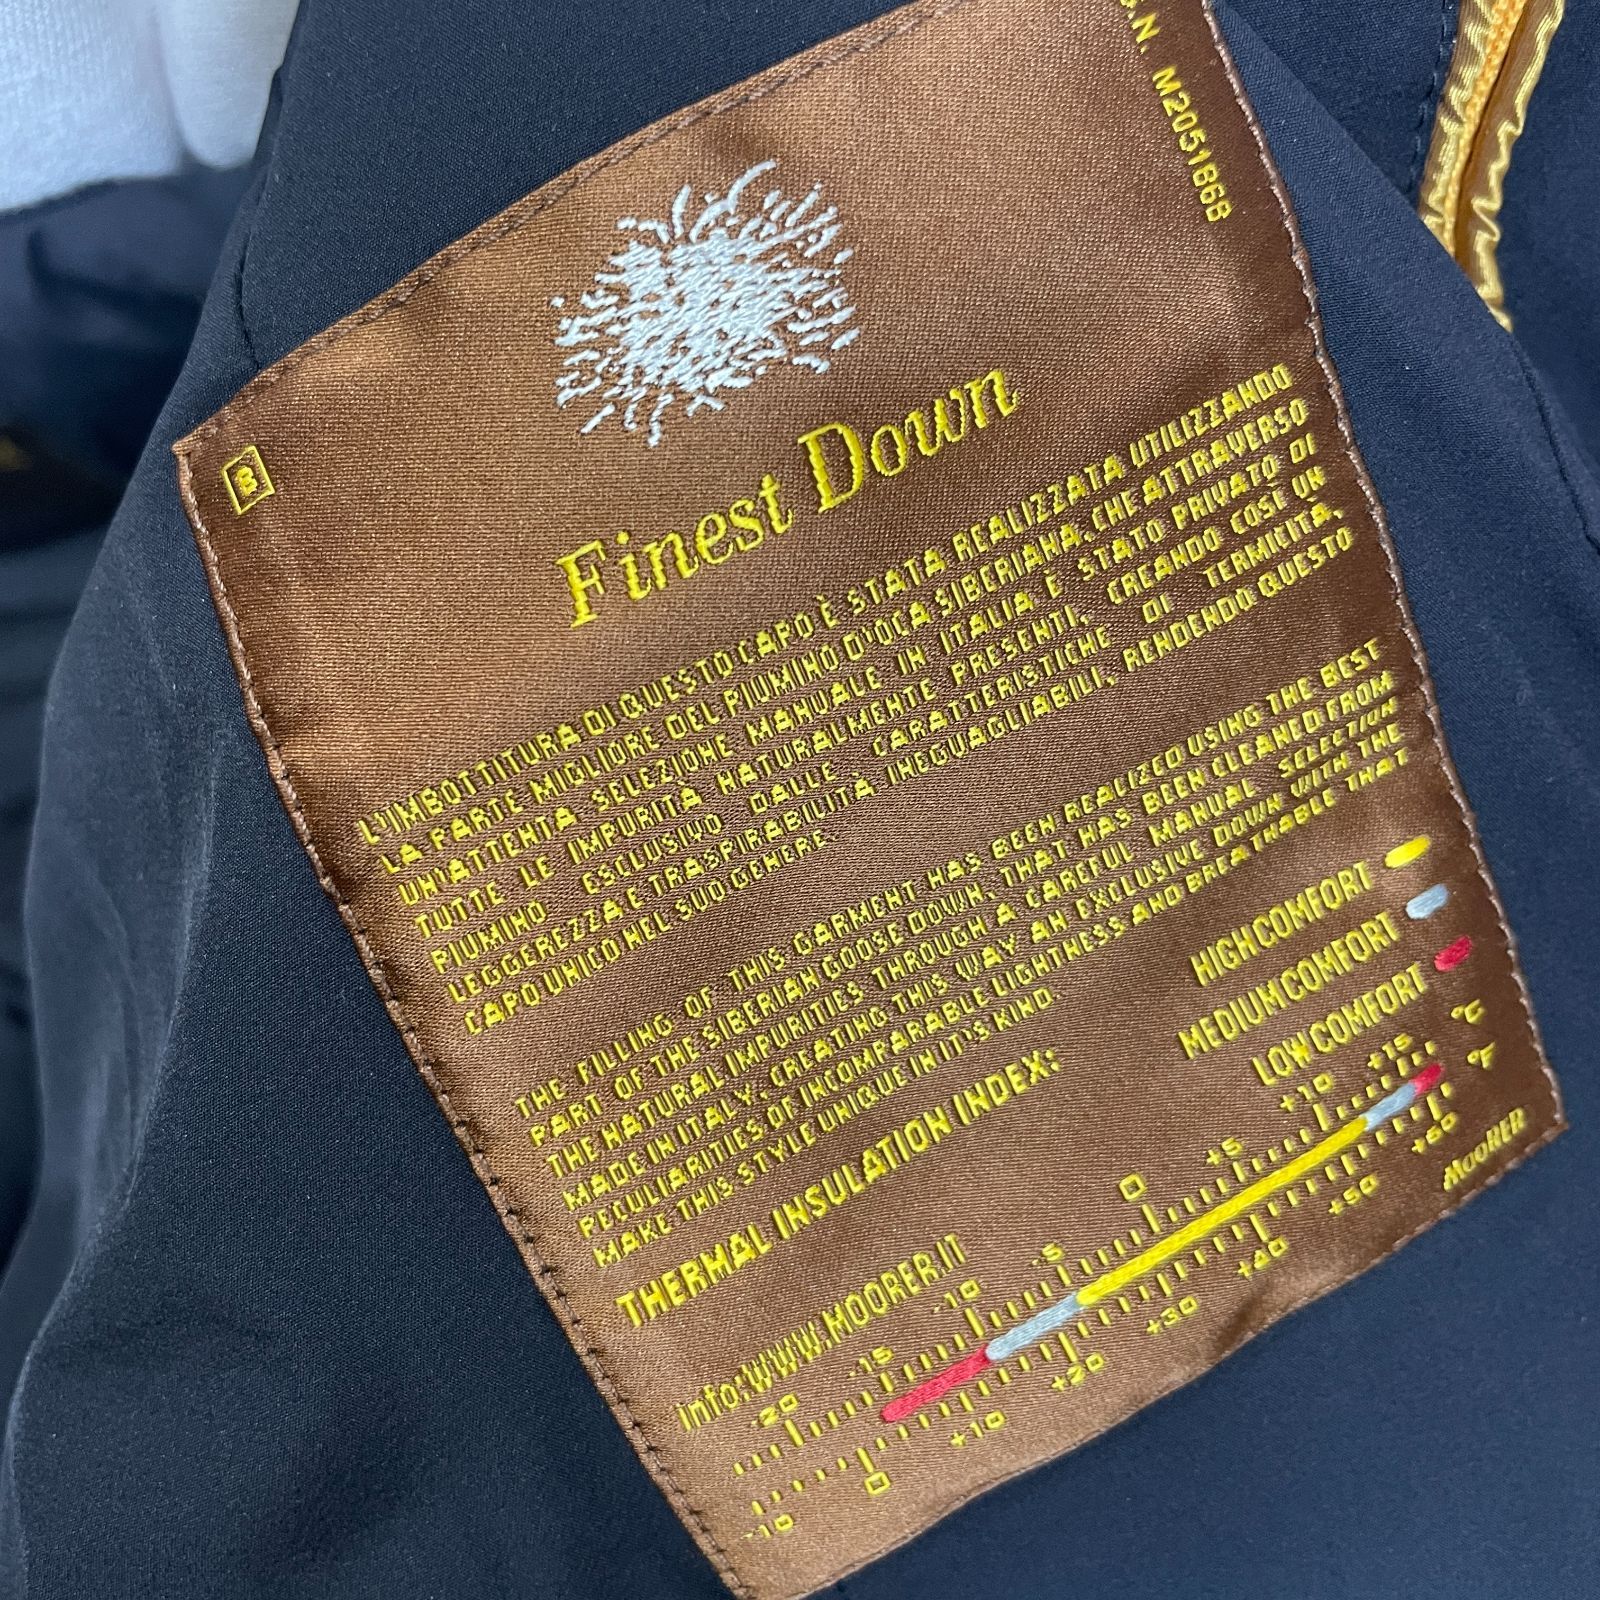 S.N. M2051868
Finest Down
L'IMBOTTITURA DI QUESTO CAPO È STATA REALIZZATA UTILIZZANDO
LA PARTE MIGLIORE DEL PIUMINO D'OCA SIBERIANA, CHE ATTRAVERSO
UN'ATTENTA SELEZIONE MANUALE IN ITALIA È STATO PRIVATO DI
TUTTE LE IMPURITÀ NATURALMENTE PRESENTI, CREANDO COSÌ UN
PIUMINO ESCLUSIVO DALLE CARATTERISTICHE DI TERMICITÀ,
LEGGEREZZA E TRASPIRABILITÀ INEGUAGLIABILI, RENDENDO QUESTO
CAPO UNICO NEL SUO GENERE.
THE FILLING OF THIS GARMENT HAS BEEN REALIZED USING THE BEST
PART OF THE SIBERIAN GOOSE DOWN, THAT HAS BEEN CLEANED FROM
THE NATURAL IMPURITIES THROUGH A CAREFUL MANUAL SELECTION
MADE IN ITALY, CREATING THIS WAY AN EXCLUSIVE DOWN WITH THE
PECULIARITIES OF INCOMPARABLE LIGHTNESS AND BREATHABLE THAT
MAKE THIS STYLE UNIQUE IN IT'S KIND.
THERMAL INSULATION INDEX:
HIGH COMFORT
MEDIUM COMFORT
LOW COMFORT
info:WWW.MOORER.IT
-20 -15 -10 -5 0 +5 +10 +15 °C
-10 0 +10 +20 +30 +40 +50 +60 °F
MOORER